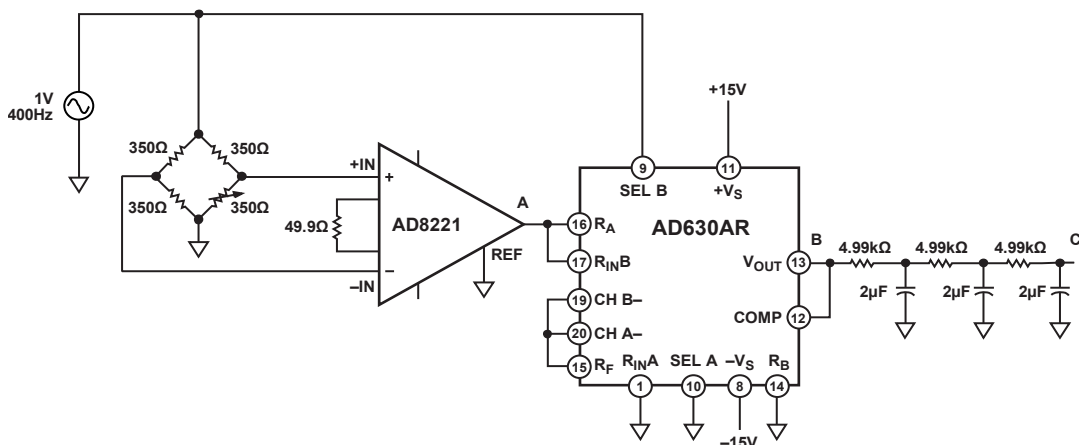 1V
400Hz
350Ω
350Ω
350Ω
350Ω
+IN
+
49.9Ω
AD8221
–
–IN
REF
A
+15V
9
SEL B
11
+VS
AD630AR
16
RA
17
RINB
19
CH B–
20
CH A–
15
RF
RINA
1
SEL A
10
–VS
8
–15V
RB
14
VOUT
13
COMP
12
B
4.99kΩ
4.99kΩ
4.99kΩ
C
2µF
2µF
2µF